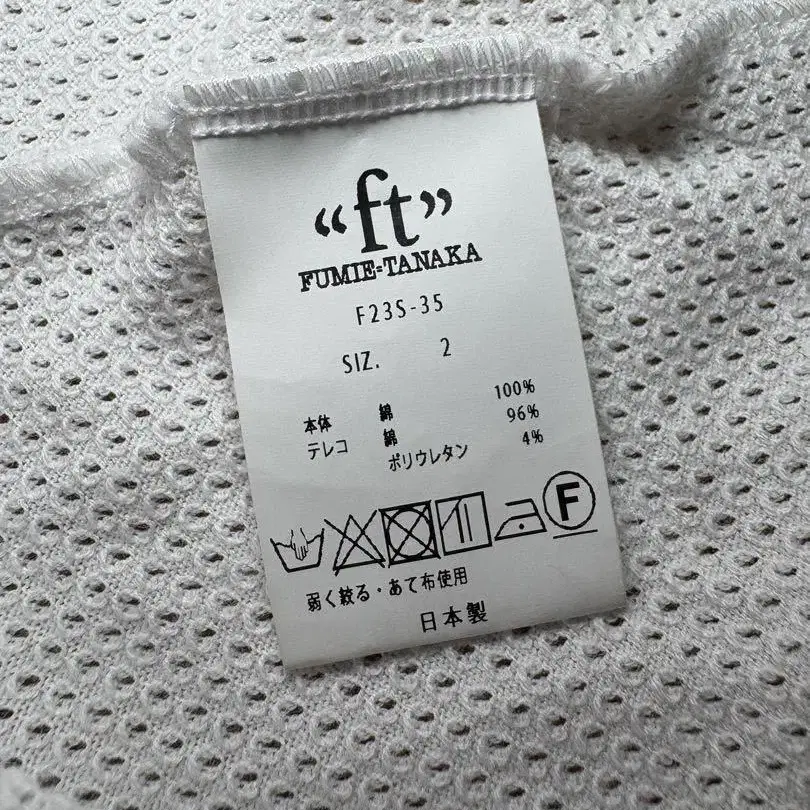 “ft”
FUMIE=TANAKA
F23S-35
SIZ. 2
本体 綿 100%
テレコ 綿 96%
ポリウレタン 4%
F
弱く絞る・あて布使用
日本製